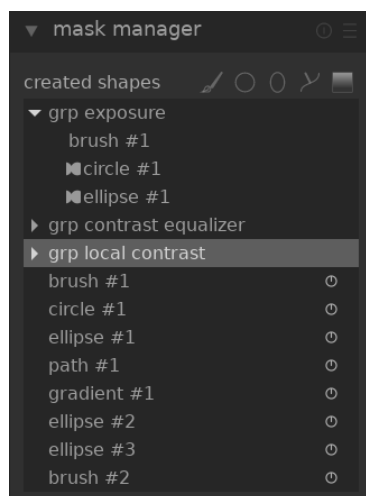 mask manager
created shapes
grp exposure
brush #1
circle #1
ellipse #1
grp contrast equalizer
grp local contrast
brush #1
circle #1
ellipse #1
path #1
gradient #1
ellipse #2
ellipse #3
brush #2